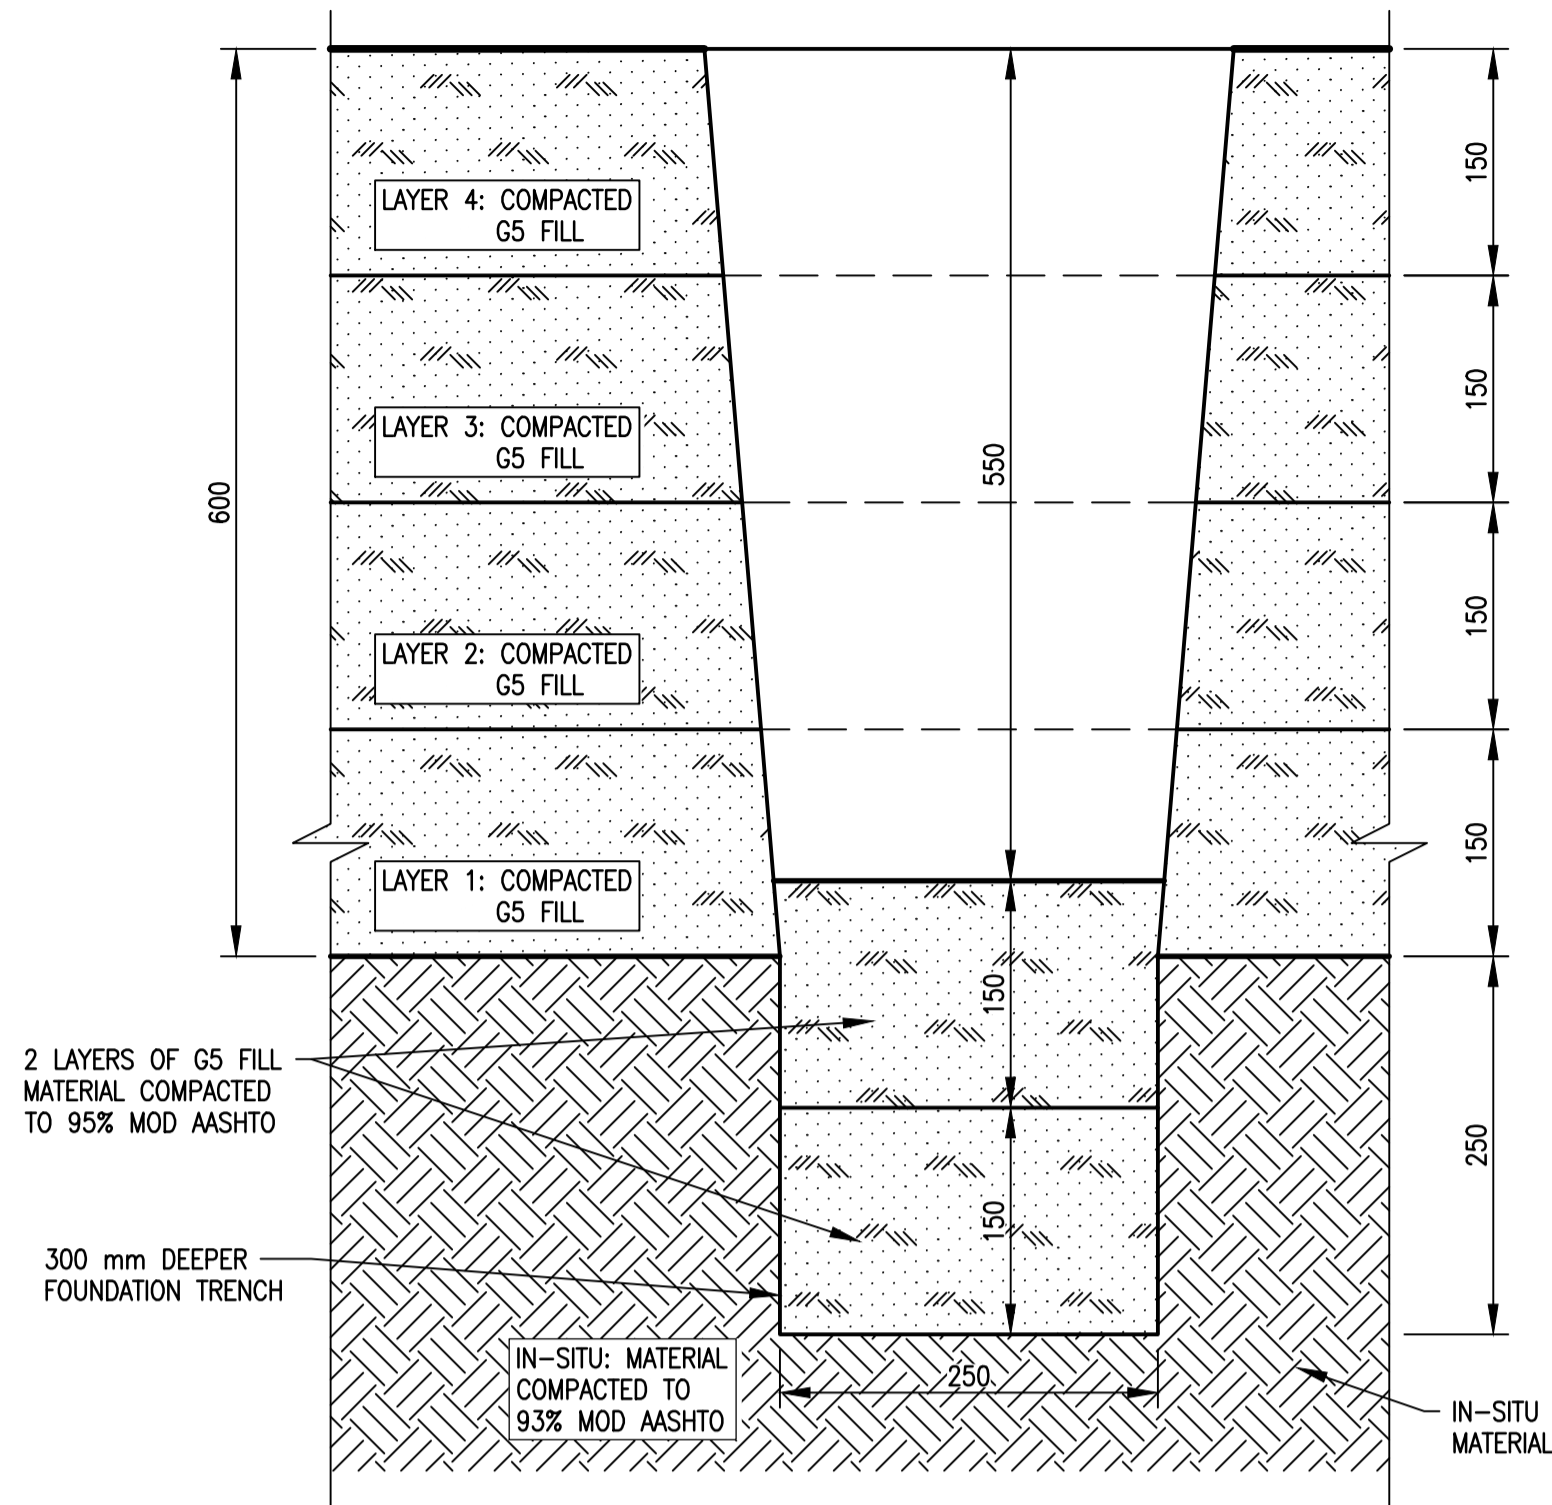 LAYER 4: COMPACTED
G5 FILL
LAYER 3: COMPACTED
G5 FILL
LAYER 2: COMPACTED
G5 FILL
LAYER 1: COMPACTED
G5 FILL
600
550
150
150
150
150
150
150
250
250
2 LAYERS OF G5 FILL
MATERIAL COMPACTED
TO 95% MOD AASHTO
300 mm DEEPER
FOUNDATION TRENCH
IN-SITU: MATERIAL
COMPACTED TO
93% MOD AASHTO
IN-SITU
MATERIAL